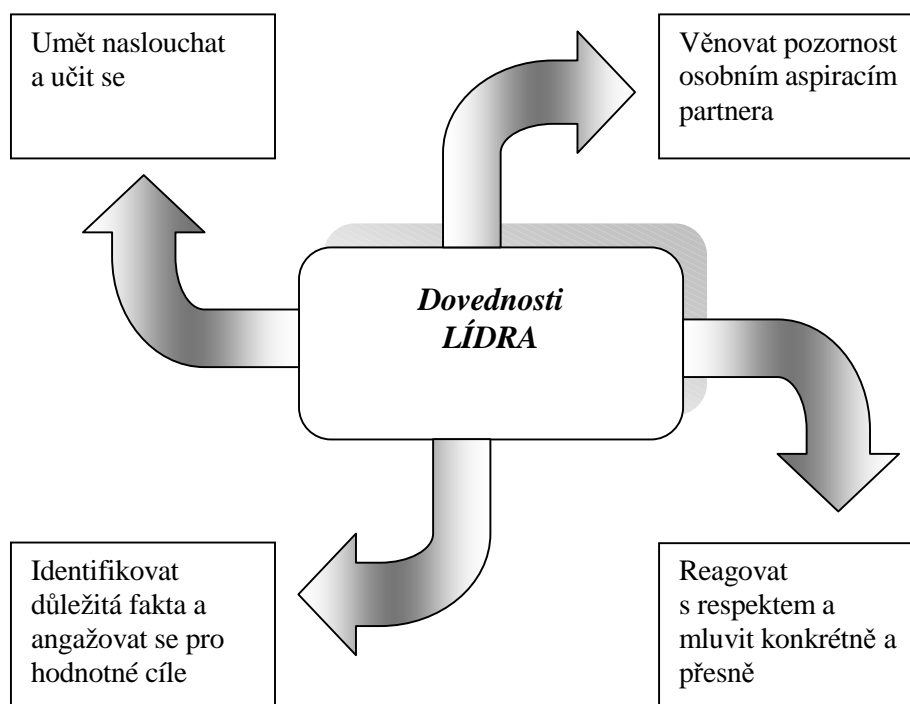 Umět naslouchat
a učit se
Věnovat pozornost
osobním aspiracím
partnera
Dovednosti
LÍDRA
Identifikovat
důležitá fakta a
angažovat se pro
hodnotné cíle
Reagovat
s respektem a
mluvit konkrétně a
přesně